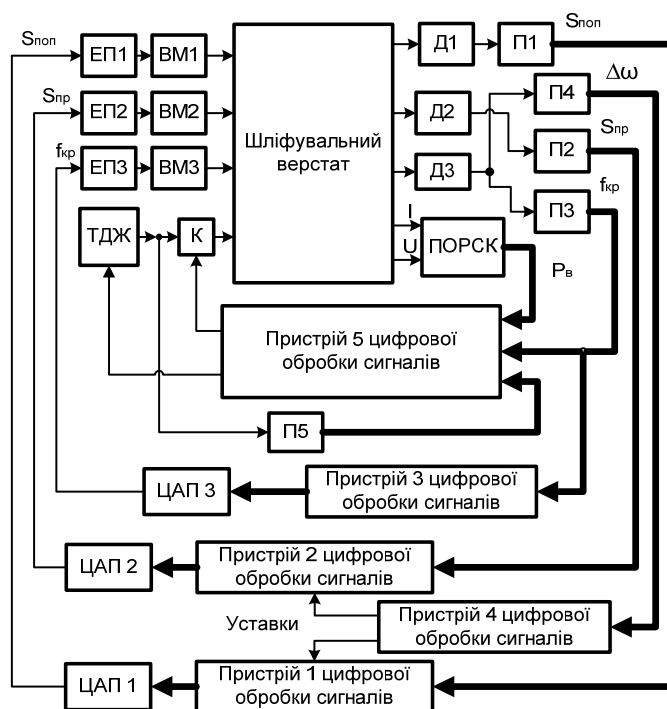 Sпоп
ЕП1
ВМ1
Д1
П1
Sпоп
Sпр
ЕП2
ВМ2
Шліфувальний
верстат
Д2
П4
Δω
П2
Sпр
fкр
ЕП3
ВМ3
Д3
П3
fкр
ТДЖ
К
I
U
ПОРСК
Pв
Пристрій 5 цифрової
обробки сигналів
П5
ЦАП 3
Пристрій 3 цифрової
обробки сигналів
ЦАП 2
Пристрій 2 цифрової
обробки сигналів
Уставки
Пристрій 4 цифрової
обробки сигналів
ЦАП 1
Пристрій 1 цифрової
обробки сигналів